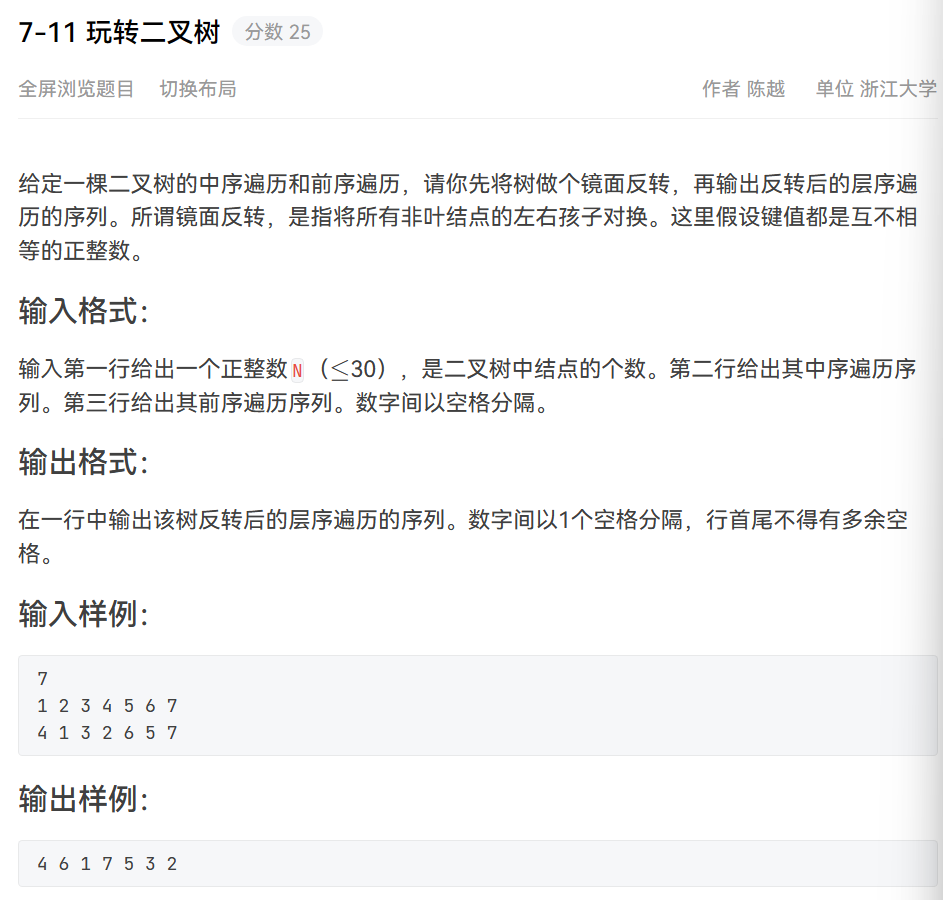 7-11 玩转二叉树 分数 25
全屏浏览题目 切换布局 作者 陈越 单位 浙江大学
给定一棵二叉树的中序遍历和前序遍历，请你先将树做个镜面反转，再输出反转后的层序遍
历的序列。所谓镜面反转，是指将所有非叶结点的左右孩子对换。这里假设键值都是互不相
等的正整数。
输入格式：
输入第一行给出一个正整数N（≤30），是二叉树中结点的个数。第二行给出其中序遍历序
列。第三行给出其前序遍历序列。数字间以空格分隔。
输出格式：
在一行中输出该树反转后的层序遍历的序列。数字间以1个空格分隔，行首尾不得有多余空
格。
输入样例：
7
1 2 3 4 5 6 7
4 1 3 2 6 5 7
输出样例：
4 6 1 7 5 3 2